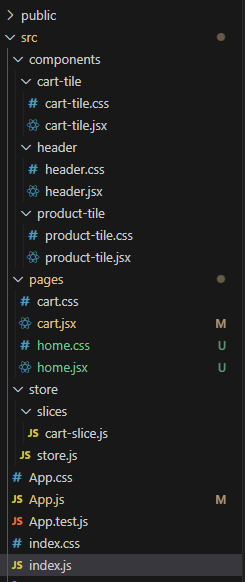 public
src
components
cart-tile
# cart-tile.css
cart-tile.jsx
header
# header.css
header.jsx
product-tile
# product-tile.css
product-tile.jsx
pages
# cart.css
cart.jsx M
# home.css U
home.jsx U
store
slices
JS cart-slice.js
JS store.js
# App.css
JS App.js M
JS App.test.js
# index.css
JS index.js